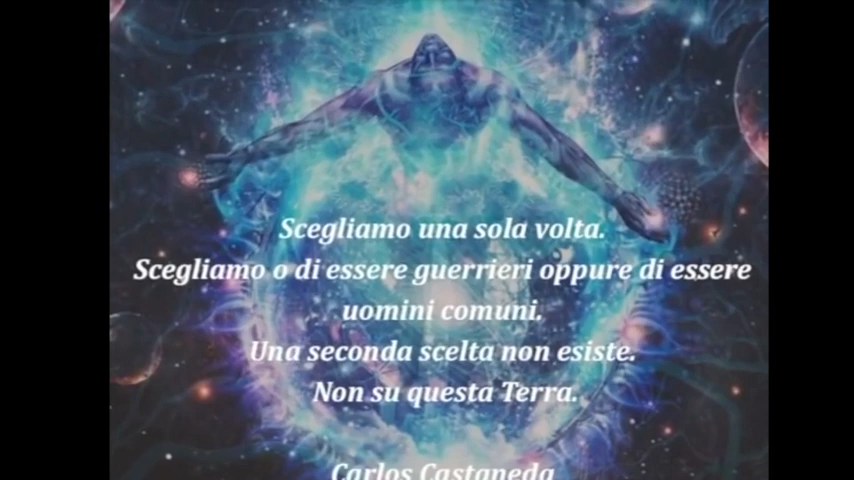 Scegliamo una sola volta.
Scegliamo o di essere guerrieri oppure di essere
uomini comuni.
Una seconda scelta non esiste.
Non su questa Terra.
Carlos Castaneda